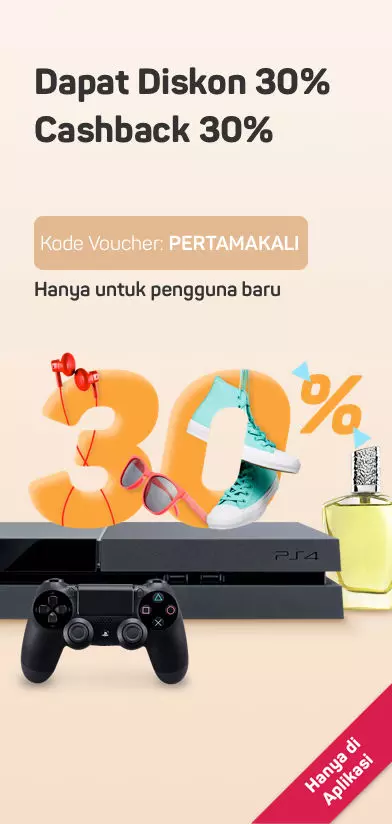 Dapat Diskon 30%
Cashback 30%
Kode Voucher: PERTAMAKALI
Hanya untuk pengguna baru
30%
PS4
Hanya di
Aplikasi